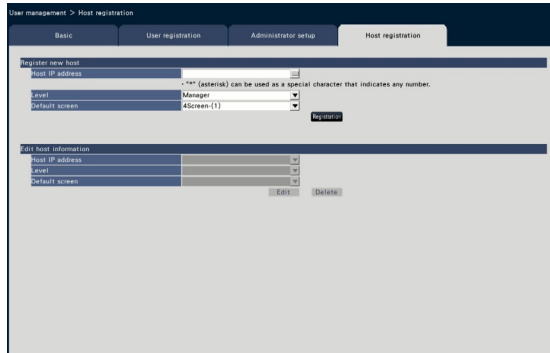 User management > Host registration
Basic User registration Administrator setup Host registration
Register new host
Host IP address
· "*" (asterisk) can be used as a special character that indicates any number.
Level Manager
Default screen 4Screen-(1)
Registration
Edit host information
Host IP address
Level
Default screen
Edit Delete